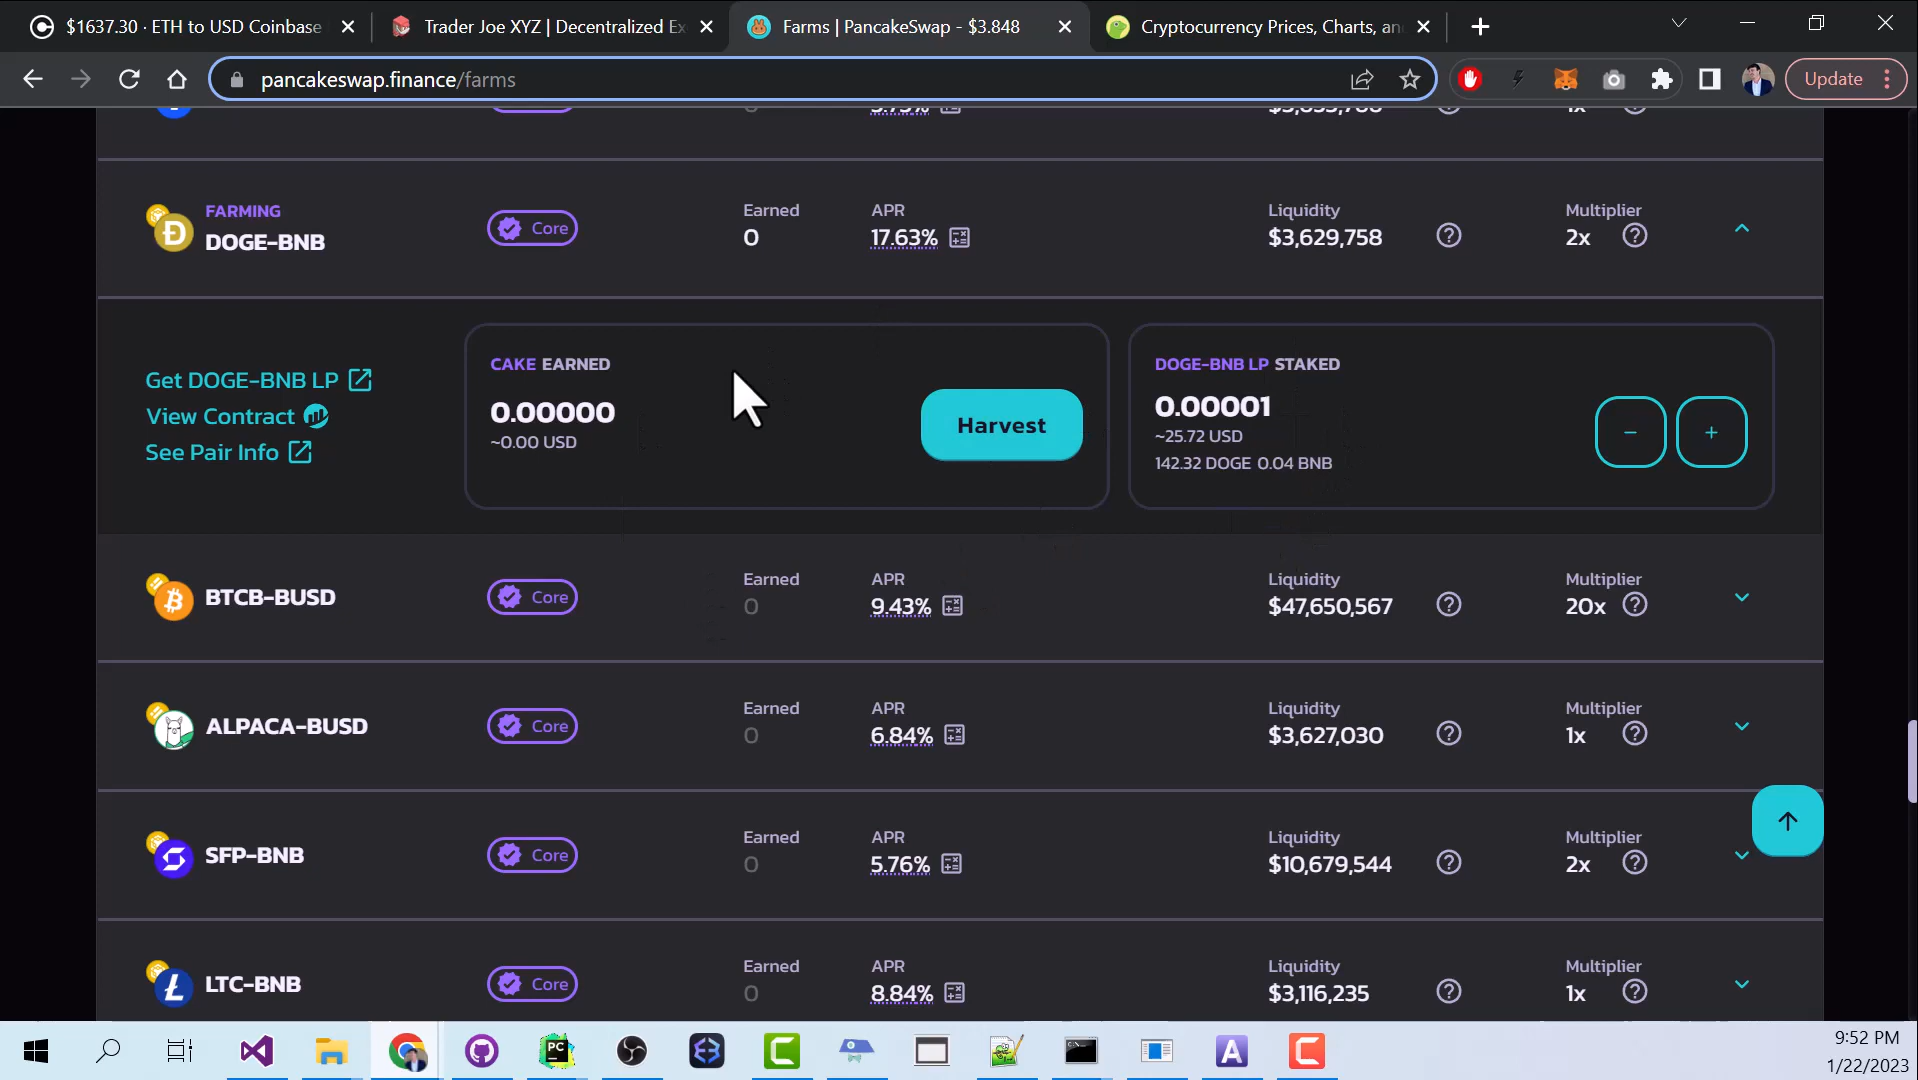 $1637.30 · ETH to USD Coinbase
Trader Joe XYZ | Decentralized Ex
Farms | PancakeSwap - $3.848
Cryptocurrency Prices, Charts, an
pancakeswap.finance/farms
Update
FARMING
DOGE-BNB
Core
Earned
0
APR
17.63%
Liquidity
$3,629,758
Multiplier
2x
Get DOGE-BNB LP
View Contract
See Pair Info
CAKE EARNED
0.00000
~0.00 USD
Harvest
DOGE-BNB LP STAKED
0.00001
~25.72 USD
142.32 DOGE 0.04 BNB
BTCB-BUSD
Core
Earned
0
APR
9.43%
Liquidity
$47,650,567
Multiplier
20x
ALPACA-BUSD
Core
Earned
0
APR
6.84%
Liquidity
$3,627,030
Multiplier
1x
SFP-BNB
Core
Earned
0
APR
5.76%
Liquidity
$10,679,544
Multiplier
2x
LTC-BNB
Core
Earned
0
APR
8.84%
Liquidity
$3,116,235
Multiplier
1x
9:52 PM
1/22/2023